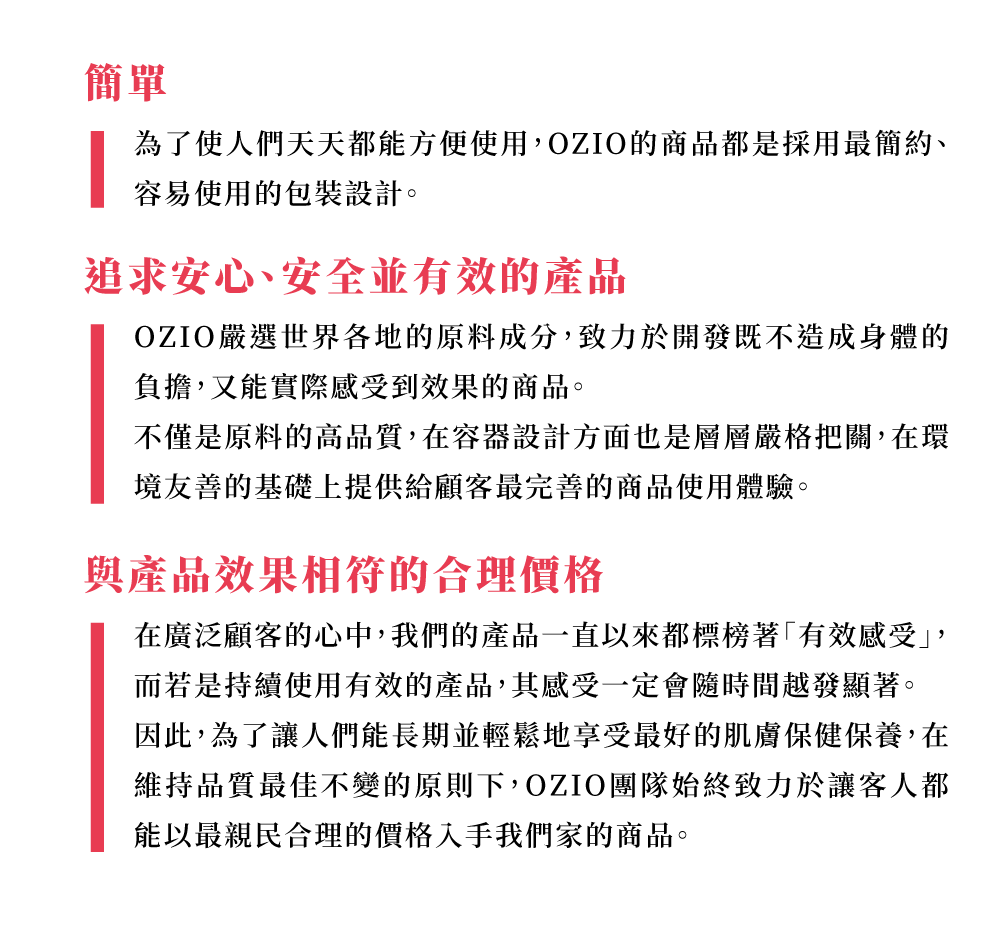 簡單
為了使人們天天都能方便使用，OZIO的商品都是採用最簡約、
容易使用的包裝設計。
追求安心、安全並有效的產品
OZIO嚴選世界各地的原料成分，致力於開發既不造成身體的
負擔，又能實際感受到效果的商品。
不僅是原料的高品質，在容器設計方面也是層層嚴格把關，在環
境友善的基礎上提供給顧客最完善的商品使用體驗。
與產品效果相符的合理價格
在廣泛顧客的心中，我們的產品一直以來都標榜著「有效感受」，
而若是持續使用有效的產品，其感受一定會隨時間越發顯著。
因此，為了讓人們能長期並輕鬆地享受最好的肌膚保健保養，在
維持品質最佳不變的原則下，OZIO團隊始終致力於讓客人都
能以最親民合理的價格入手我們家的商品。